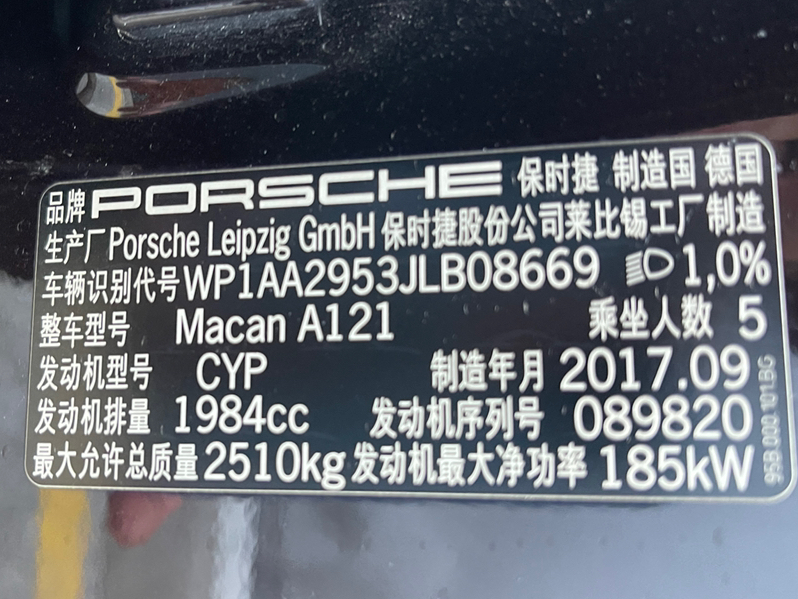 品牌 PORSCHE 保时捷 制造国 德国
生产厂 Porsche Leipzig GmbH 保时捷股份公司莱比锡工厂制造
车辆识别代号 WP1AA2953JLB08669 1,0%
整车型号 Macan A121 乘坐人数 5
发动机型号 CYP 制造年月 2017.09
发动机排量 1984cc 发动机序列号 089820
最大允许总质量 2510kg 发动机最大净功率 185kW
95B.000.101.BG